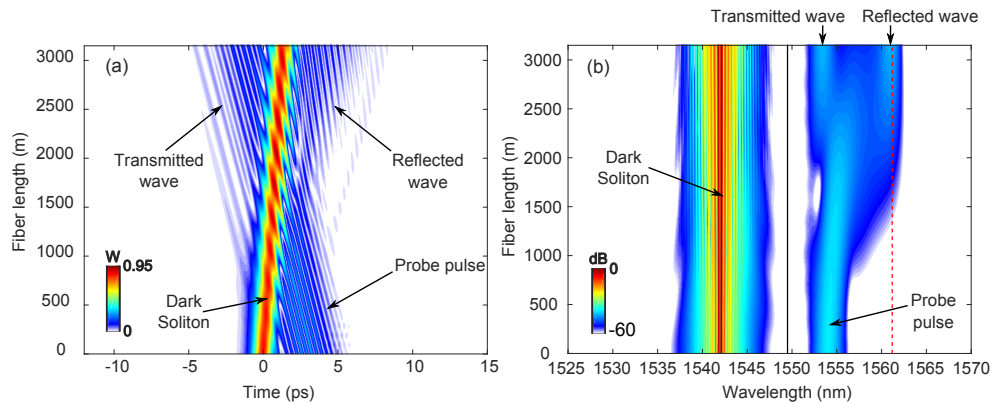 Transmitted wave Reflected wave
(a)
Transmitted
wave
Reflected
wave
Probe pulse
Dark
Soliton
W
0.95
0
Fiber length (m)
3000
2500
2000
1500
1000
500
0
-10 -5 0 5 10 15
Time (ps)
(b)
Dark
Soliton
Probe
pulse
dB
0
-60
Fiber length (m)
3000
2500
2000
1500
1000
500
0
1525 1535 1540 1545 1550 1555 1560 1565 1570
Wavelength (nm)